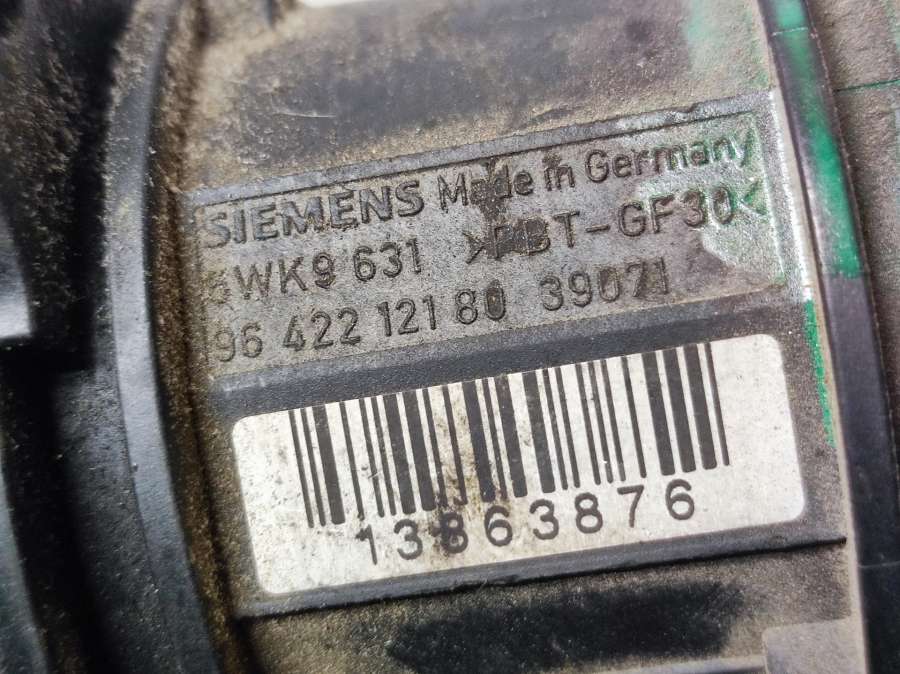 SIEMENS Made in Germany
5WK9 631 >PBT-GF30<
96 422 121 80 39071
13863876